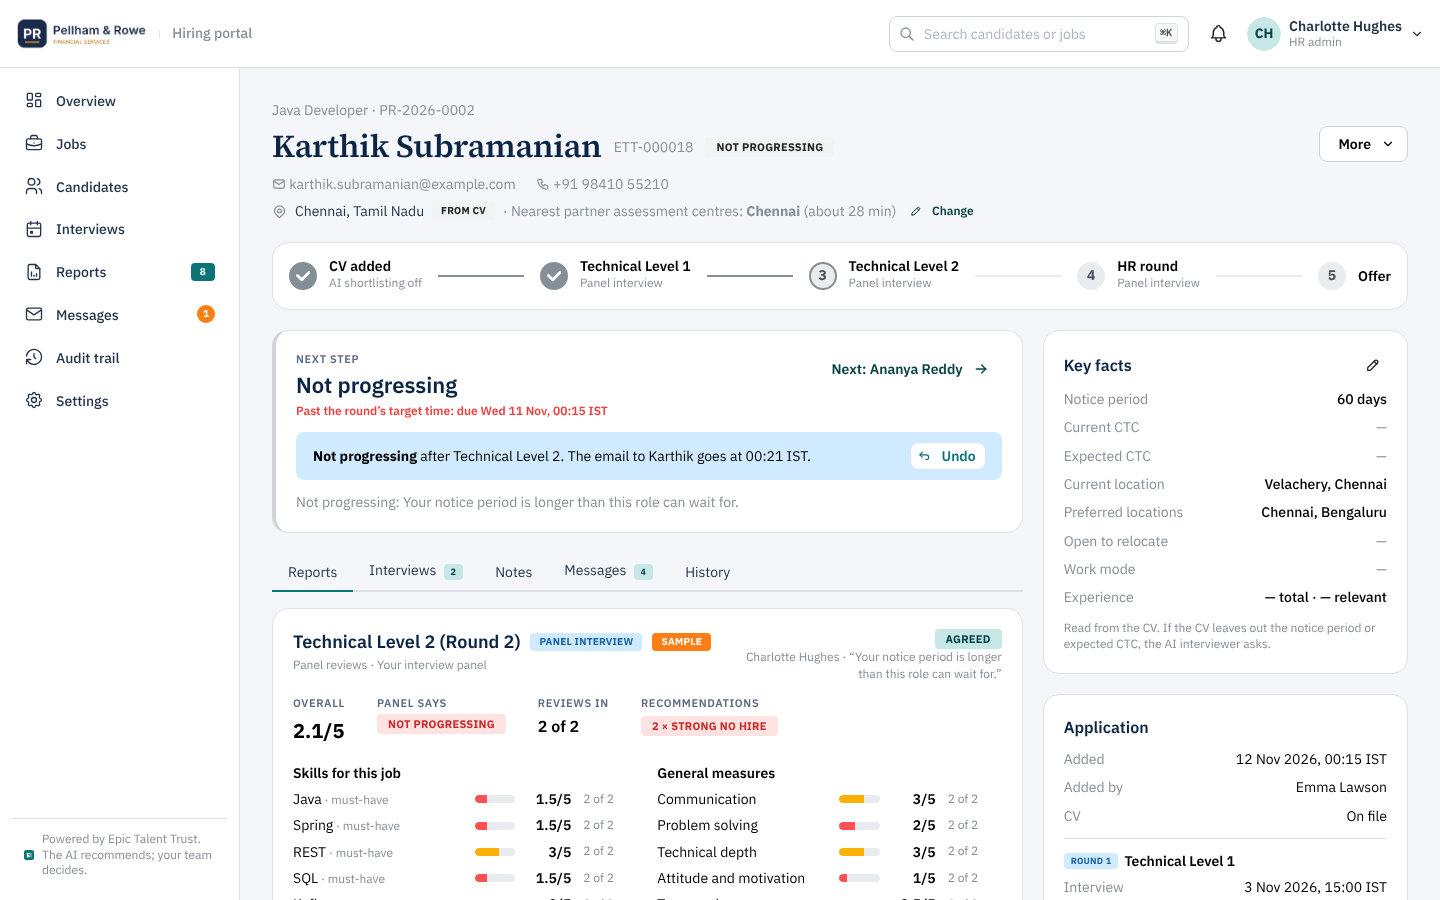 PR Pellham & Rowe
FINANCIAL SERVICES
Hiring portal
Search candidates or jobs ⌘K
CH Charlotte Hughes
HR admin
Overview
Jobs
Candidates
Interviews
Reports 8
Messages 1
Audit trail
Settings
Powered by Epic Talent Trust.
The AI recommends; your team
decides.
Java Developer · PR-2026-0002
Karthik Subramanian ETT-000018 NOT PROGRESSING
More
karthik.subramanian@example.com +91 98410 55210
Chennai, Tamil Nadu FROM CV · Nearest partner assessment centres: Chennai (about 28 min) Change
CV added
AI shortlisting off
Technical Level 1
Panel interview
3 Technical Level 2
Panel interview
4 HR round
Panel interview
5 Offer
NEXT STEP
Not progressing
Past the round's target time: due Wed 11 Nov, 00:15 IST
Next: Ananya Reddy
Not progressing after Technical Level 2. The email to Karthik goes at 00:21 IST. Undo
Not progressing: Your notice period is longer than this role can wait for.
Reports Interviews 2 Notes Messages 4 History
Technical Level 2 (Round 2) PANEL INTERVIEW SAMPLE
Panel reviews · Your interview panel
AGREED
Charlotte Hughes · “Your notice period is longer
than this role can wait for.”
OVERALL PANEL SAYS REVIEWS IN RECOMMENDATIONS
2.1/5 NOT PROGRESSING 2 of 2 2 × STRONG NO HIRE
Skills for this job
Java · must-have 1.5/5 2 of 2
Spring · must-have 1.5/5 2 of 2
REST · must-have 3/5 2 of 2
SQL · must-have 1.5/5 2 of 2
General measures
Communication 3/5 2 of 2
Problem solving 2/5 2 of 2
Technical depth 3/5 2 of 2
Attitude and motivation 1/5 2 of 2
Key facts
Notice period 60 days
Current CTC —
Expected CTC —
Current location Velachery, Chennai
Preferred locations Chennai, Bengaluru
Open to relocate —
Work mode —
Experience — total · — relevant
Read from the CV. If the CV leaves out the notice period or
expected CTC, the AI interviewer asks.
Application
Added 12 Nov 2026, 00:15 IST
Added by Emma Lawson
CV On file
ROUND 1 Technical Level 1
Interview 3 Nov 2026, 15:00 IST